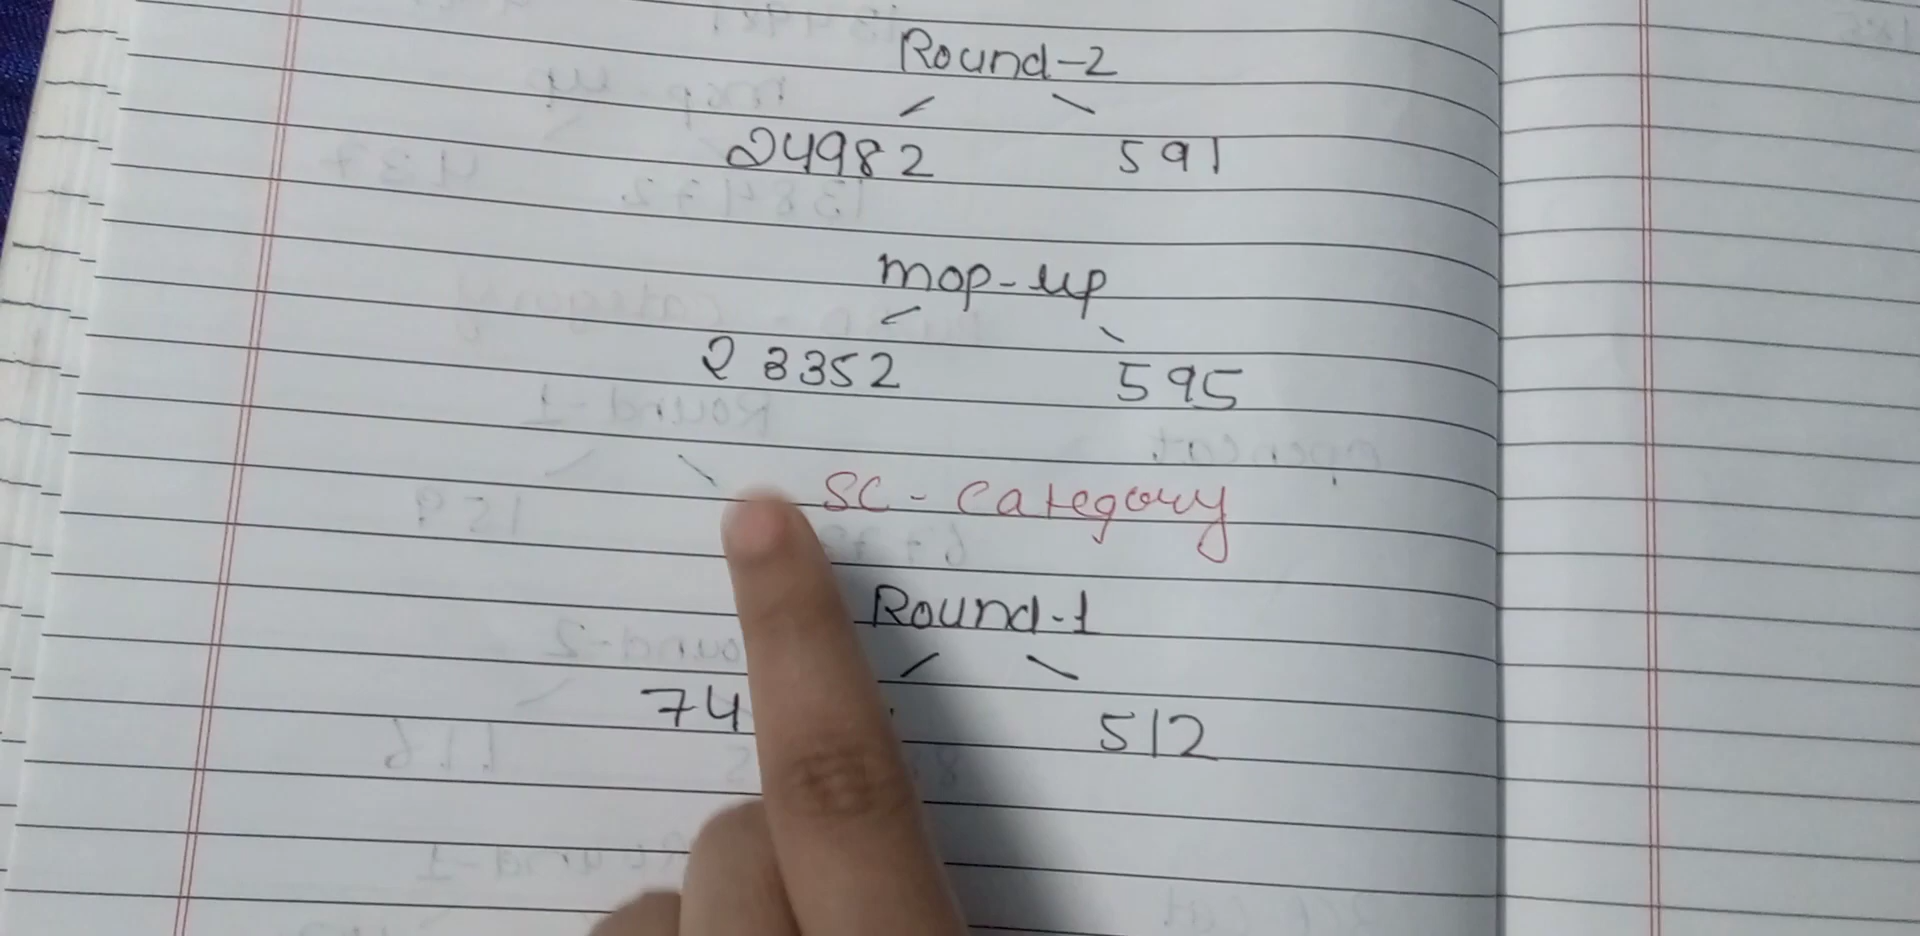 Round-2
24982 591
mop-up
23352 595
SC - Category
Round-1
74 512